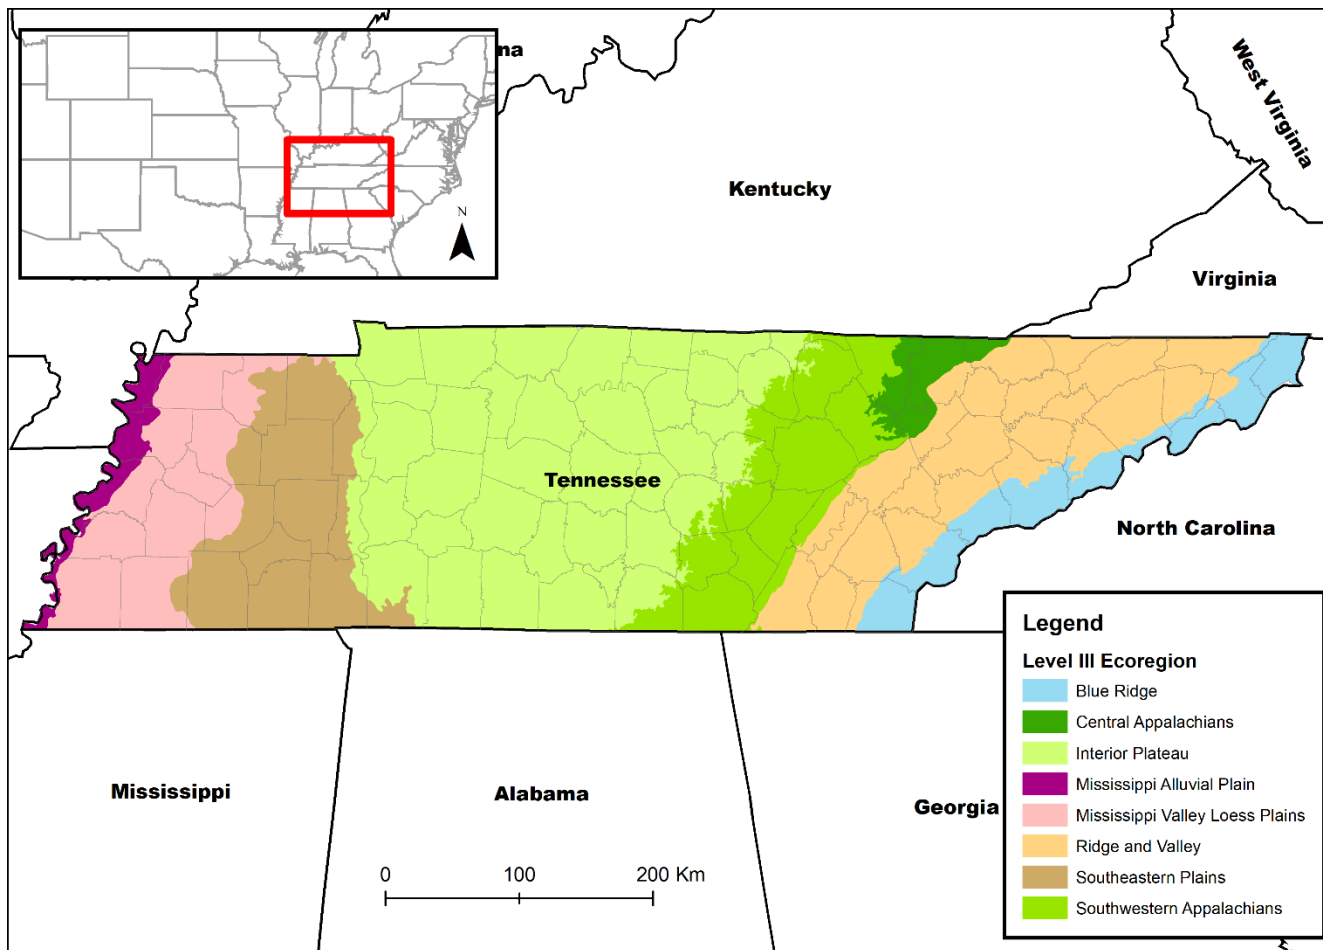 na
N
West Virginia
Kentucky
Virginia
Tennessee
North Carolina
Mississippi
Alabama
Georgia
0 100 200 Km
Legend
Level III Ecoregion
Blue Ridge
Central Appalachians
Interior Plateau
Mississippi Alluvial Plain
Mississippi Valley Loess Plains
Ridge and Valley
Southeastern Plains
Southwestern Appalachians